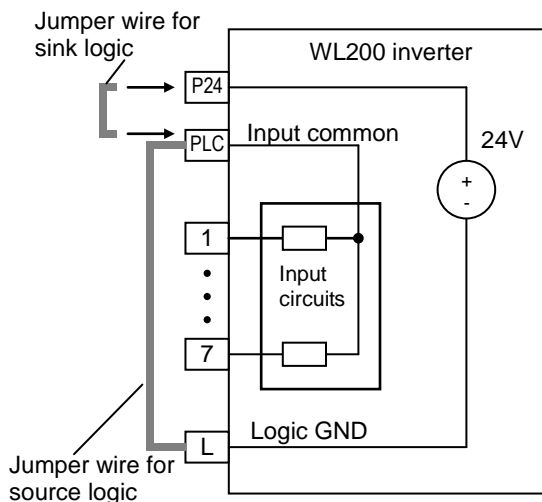 Jumper wire for
sink logic
WL200 inverter
P24
PLC
Input common
24V
+
-
1
Input
circuits
7
L
Logic GND
Jumper wire for
source logic